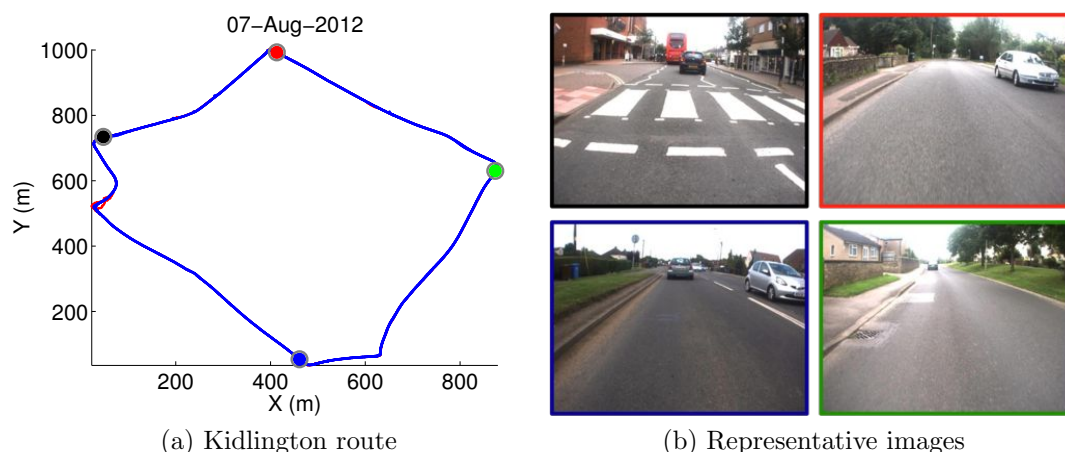 07-Aug-2012
1000
800
600
400
200
Y (m)
200 400 600 800
X (m)
(a) Kidlington route
(b) Representative images